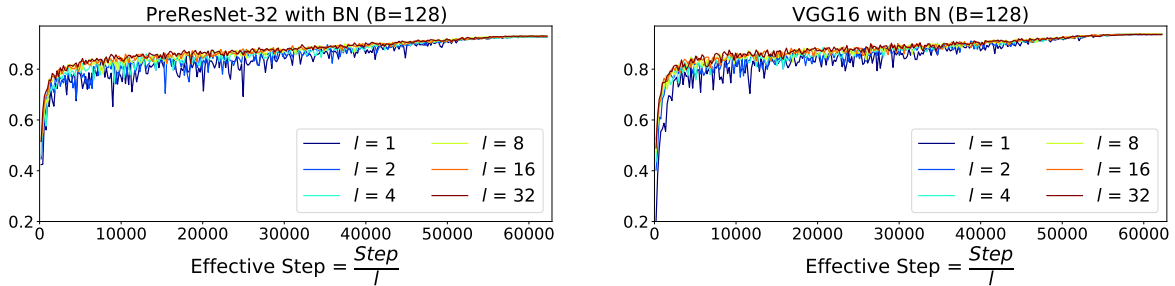 PreResNet-32 with BN (B=128)
0.8
0.6
0.4
0.2
l = 1
l = 2
l = 4
l = 8
l = 16
l = 32
0 10000 20000 30000 40000 50000 60000
Effective Step = Step / l
VGG16 with BN (B=128)
0.8
0.6
0.4
0.2
l = 1
l = 2
l = 4
l = 8
l = 16
l = 32
0 10000 20000 30000 40000 50000 60000
Effective Step = Step / l